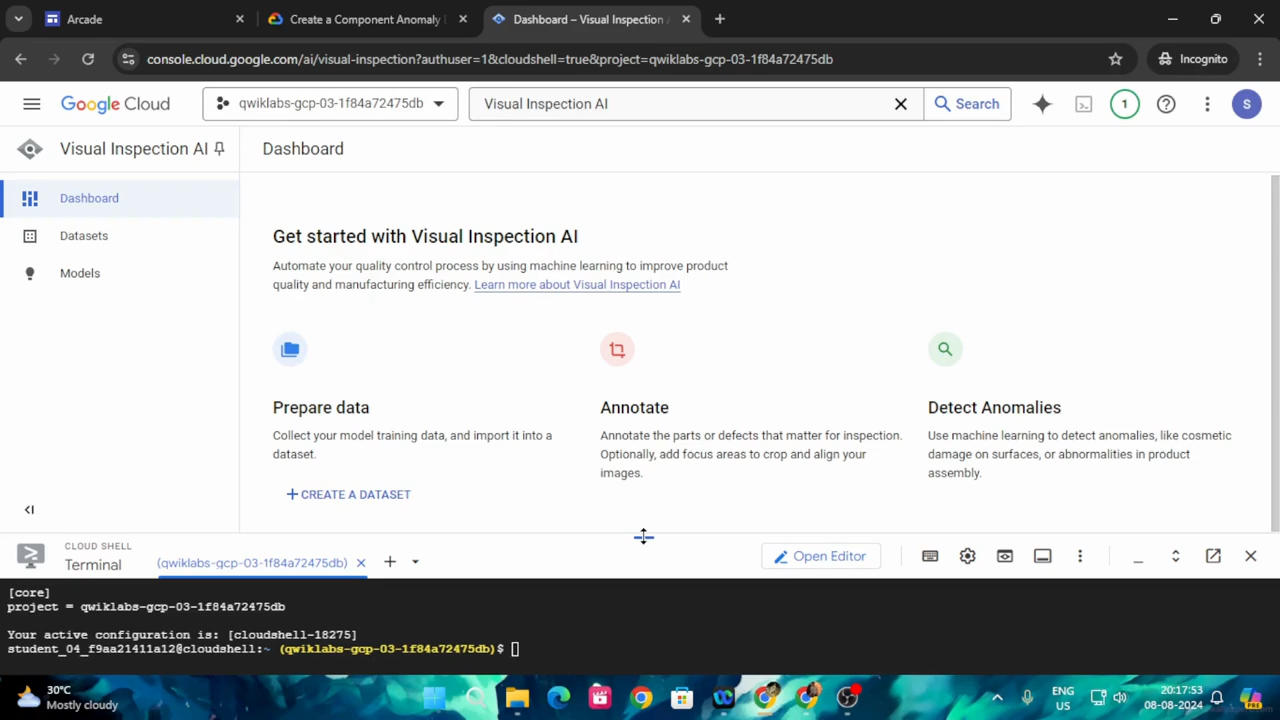 Arcade
Create a Component Anomaly
Dashboard – Visual Inspection
console.cloud.google.com/ai/visual-inspection?authuser=1&cloudshell=true&project=qwiklabs-gcp-03-1f84a72475db
Incognito
Google Cloud
qwiklabs-gcp-03-1f84a72475db
Visual Inspection AI
Search
1
S
Visual Inspection AI
Dashboard
Dashboard
Datasets
Models
Get started with Visual Inspection AI
Automate your quality control process by using machine learning to improve product
quality and manufacturing efficiency. Learn more about Visual Inspection AI
Prepare data
Collect your model training data, and import it into a
dataset.
CREATE A DATASET
Annotate
Annotate the parts or defects that matter for inspection.
Optionally, add focus areas to crop and align your
images.
Detect Anomalies
Use machine learning to detect anomalies, like cosmetic
damage on surfaces, or abnormalities in product
assembly.
CLOUD SHELL
Terminal
(qwiklabs-gcp-03-1f84a72475db)
Open Editor
[core]
project = qwiklabs-gcp-03-1f84a72475db
Your active configuration is: [cloudshell-18275]
student_04_f9aa21411a12@cloudshell:~ (qwiklabs-gcp-03-1f84a72475db)$
30°C
Mostly cloudy
ENG
US
20:17:53
08-08-2024
PRE